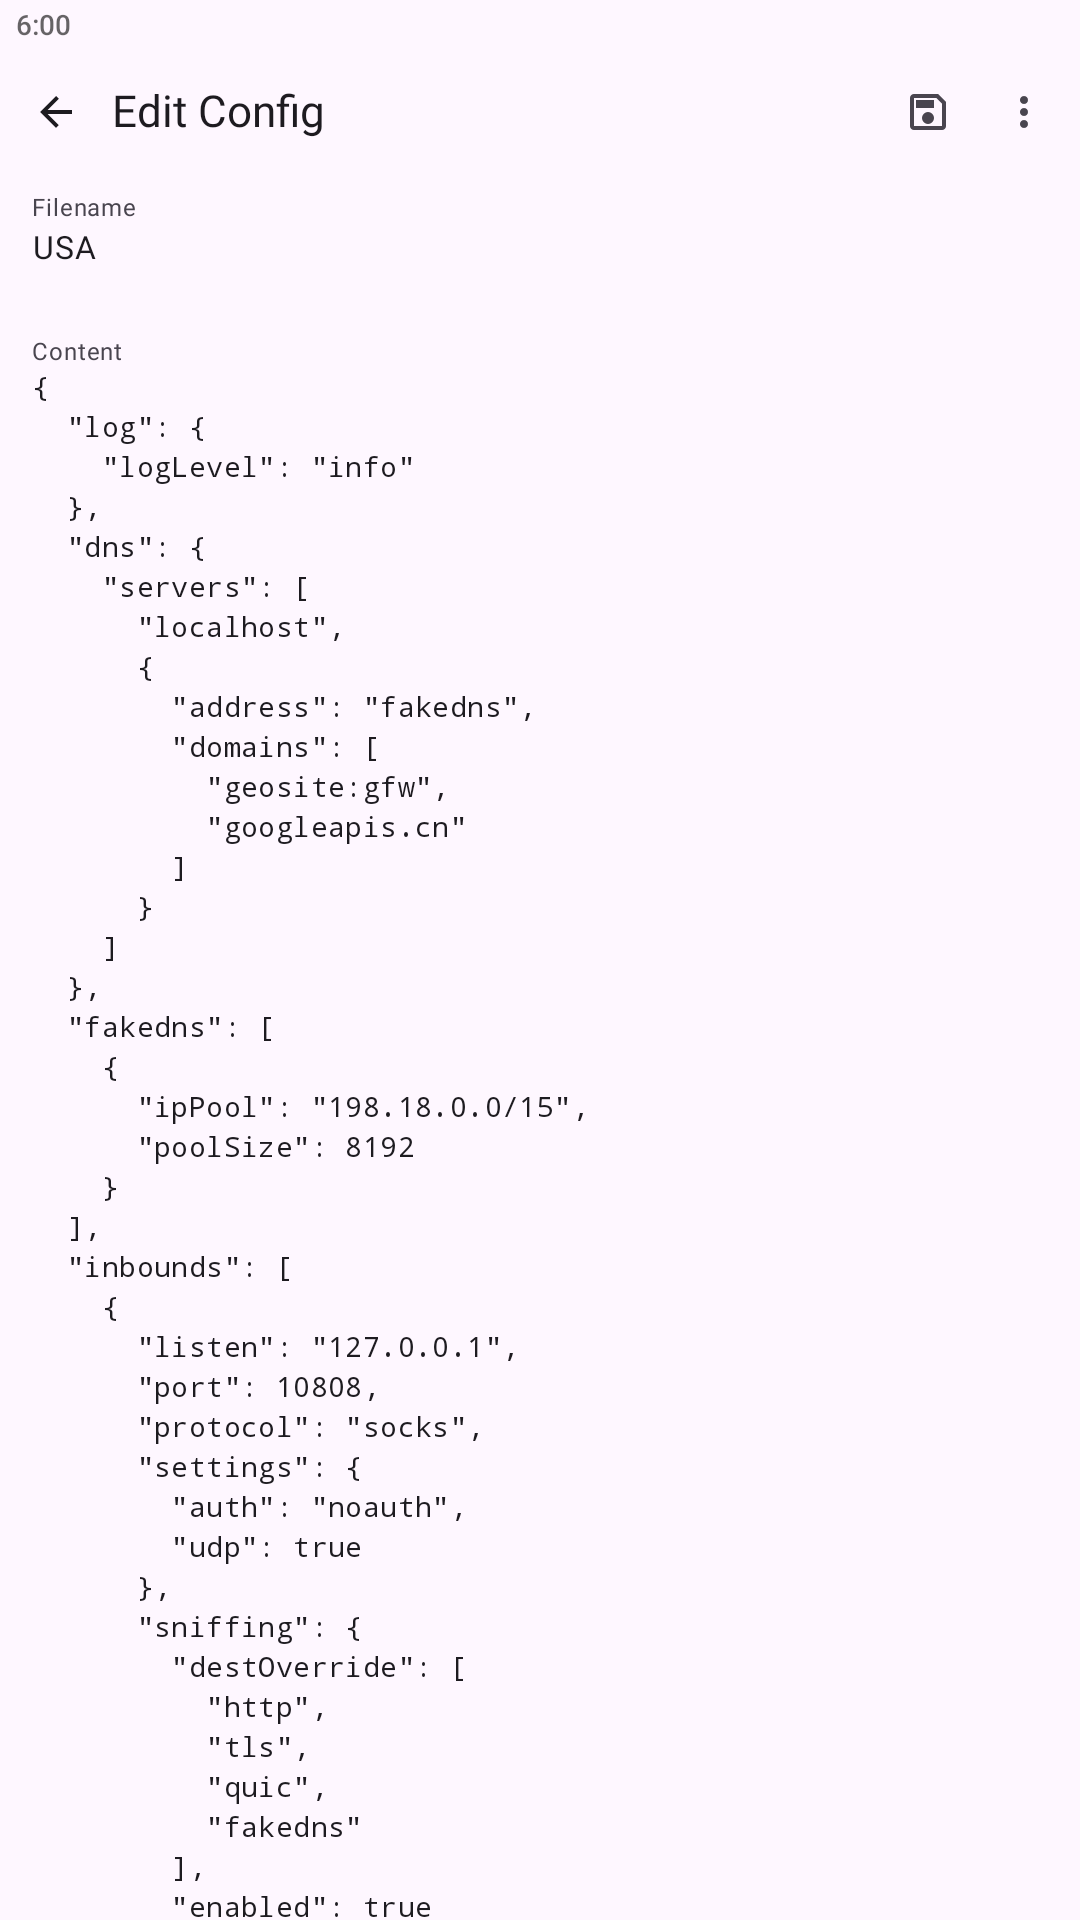 6:00
Edit Config
Filename
USA
Content
{
  "log": {
    "logLevel": "info"
  },
  "dns": {
    "servers": [
      "localhost",
      {
        "address": "fakedns",
        "domains": [
          "geosite:gfw",
          "googleapis.cn"
        ]
      }
    ]
  },
  "fakedns": [
    {
      "ipPool": "198.18.0.0/15",
      "poolSize": 8192
    }
  ],
  "inbounds": [
    {
      "listen": "127.0.0.1",
      "port": 10808,
      "protocol": "socks",
      "settings": {
        "auth": "noauth",
        "udp": true
      },
      "sniffing": {
        "destOverride": [
          "http",
          "tls",
          "quic",
          "fakedns"
        ],
        "enabled": true